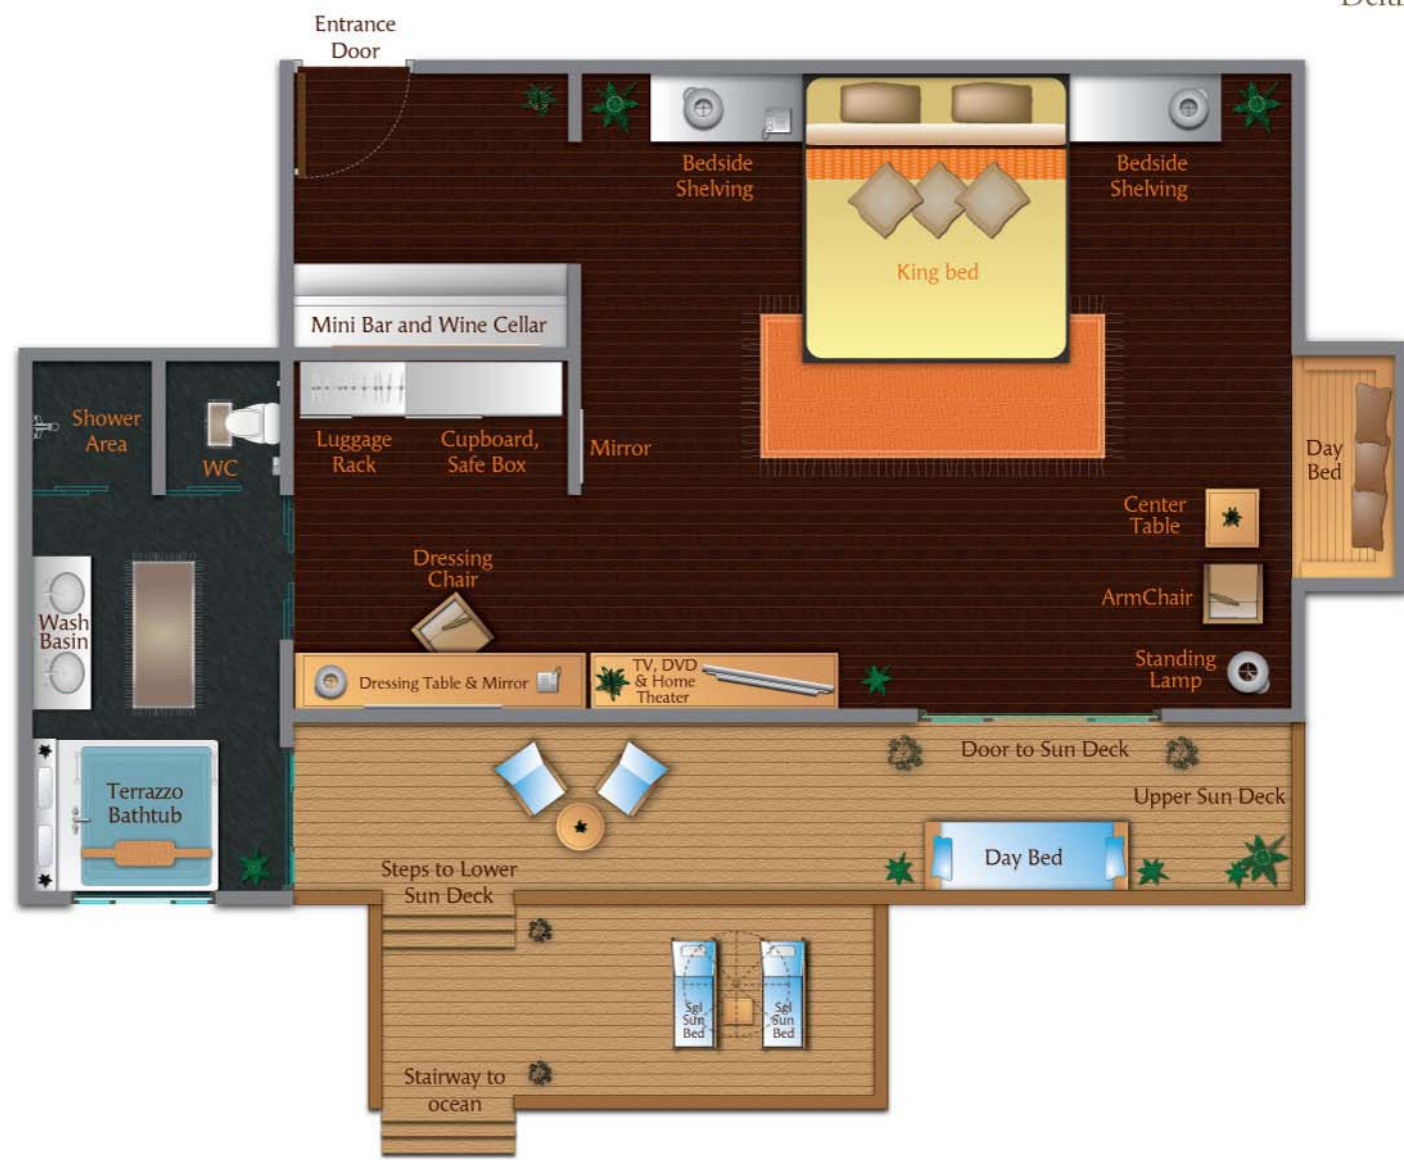 Entrance
Door
Bedside
Shelving
Bedside
Shelving
King bed
Mini Bar and Wine Cellar
Shower
Area
WC
Luggage
Rack
Cupboard,
Safe Box
Mirror
Day
Bed
Center
Table
Dressing
Chair
ArmChair
Wash
Basin
Standing
Lamp
Dressing Table & Mirror
TV, DVD
& Home
Theater
Door to Sun Deck
Terrazzo
Bathtub
Upper Sun Deck
Day Bed
Steps to Lower
Sun Deck
Sgl
Sun
Bed
Sgl
Sun
Bed
Stairway to
ocean